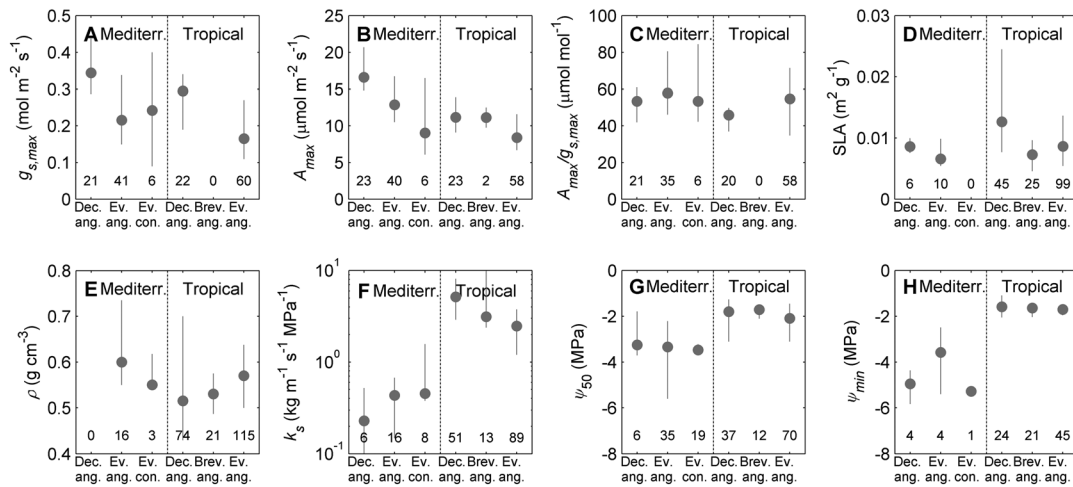 A Mediterr. Tropical
g_s,max (mol m-2 s-1)
0.5
0.4
0.3
0.2
0.1
0
21 41 6 22 0 60
Dec. Ev. Ev. Dec. Brev. Ev.
ang. ang. con. ang. ang. ang.
B Mediterr. Tropical
A_max (μmol m-2 s-1)
25
20
15
10
5
0
23 40 6 23 2 58
Dec. Ev. Ev. Dec. Brev. Ev.
ang. ang. con. ang. ang. ang.
C Mediterr. Tropical
A_max/g_s,max (μmol mol-1)
100
80
60
40
20
0
21 35 6 20 0 58
Dec. Ev. Ev. Dec. Brev. Ev.
ang. ang. con. ang. ang. ang.
D Mediterr. Tropical
SLA (m2 g-1)
0.03
0.02
0.01
0
6 10 0 45 25 99
Dec. Ev. Ev. Dec. Brev. Ev.
ang. ang. con. ang. ang. ang.
E Mediterr. Tropical
ρ (g cm-3)
0.8
0.7
0.6
0.5
0.4
0 16 3 74 21 115
Dec. Ev. Ev. Dec. Brev. Ev.
ang. ang. con. ang. ang. ang.
F Mediterr. Tropical
k_s (kg m-1 s-1 MPa-1)
10^1
10^0
10^-1
6 16 8 51 13 89
Dec. Ev. Ev. Dec. Brev. Ev.
ang. ang. con. ang. ang. ang.
G Mediterr. Tropical
ψ_50 (MPa)
0
−2
−4
−6
−8
6 35 19 37 12 70
Dec. Ev. Ev. Dec. Brev. Ev.
ang. ang. con. ang. ang. ang.
H Mediterr. Tropical
ψ_min (MPa)
0
−2
−4
−6
−8
4 4 1 24 21 45
Dec. Ev. Ev. Dec. Brev. Ev.
ang. ang. con. ang. ang. ang.